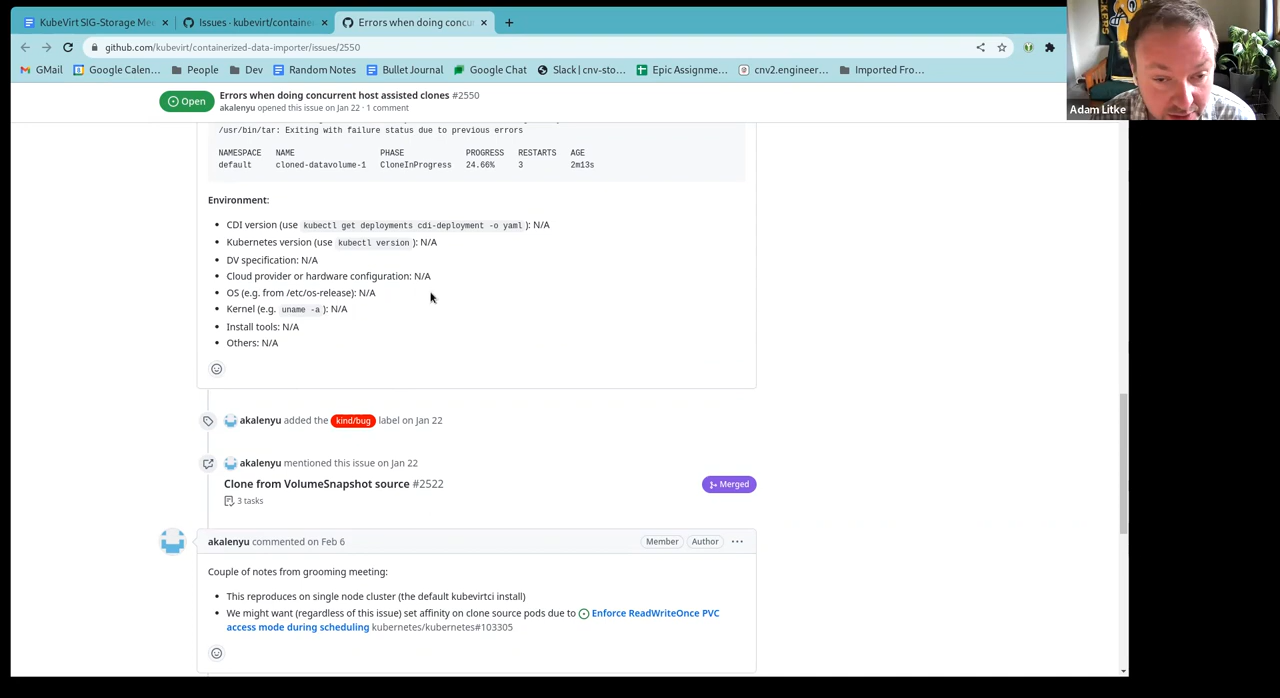 KubeVirt SIG-Storage Me
Issues · kubevirt/containe
Errors when doing concu
github.com/kubevirt/containerized-data-importer/issues/2550
GMail
Google Calen...
People
Dev
Random Notes
Bullet Journal
Google Chat
Slack | cnv-sto...
Epic Assignme...
cnv2.engineer...
Imported Fro...
Adam Litke
Open
Errors when doing concurrent host assisted clones #2550
akalenyu opened this issue on Jan 22 · 1 comment
/usr/bin/tar: Exiting with failure status due to previous errors
NAMESPACE NAME PHASE PROGRESS RESTARTS AGE
default cloned-datavolume-1 CloneInProgress 24.66% 3 2m13s
Environment:
• CDI version (use kubectl get deployments cdi-deployment -o yaml ): N/A
• Kubernetes version (use kubectl version ): N/A
• DV specification: N/A
• Cloud provider or hardware configuration: N/A
• OS (e.g. from /etc/os-release): N/A
• Kernel (e.g. uname -a ): N/A
• Install tools: N/A
• Others: N/A
akalenyu added the kind/bug label on Jan 22
akalenyu mentioned this issue on Jan 22
Clone from VolumeSnapshot source #2522
Merged
3 tasks
akalenyu commented on Feb 6
Member
Author
Couple of notes from grooming meeting:
• This reproduces on single node cluster (the default kubevirtci install)
• We might want (regardless of this issue) set affinity on clone source pods due to Enforce ReadWriteOnce PVC
access mode during scheduling kubernetes/kubernetes#103305